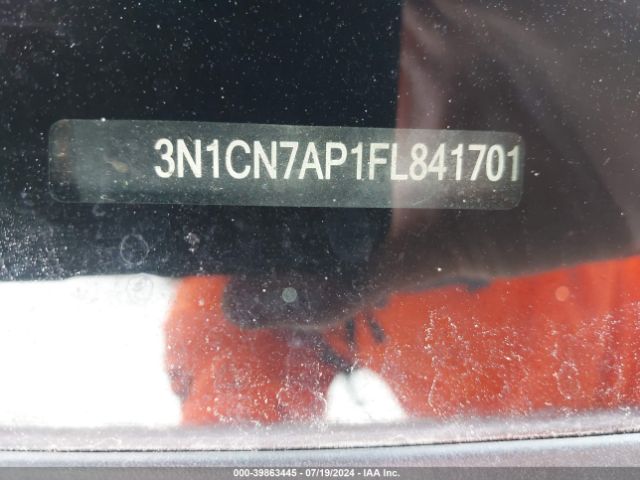 3N1CN7AP1FL841701
000-39863445 - 07/19/2024 - IAA Inc.